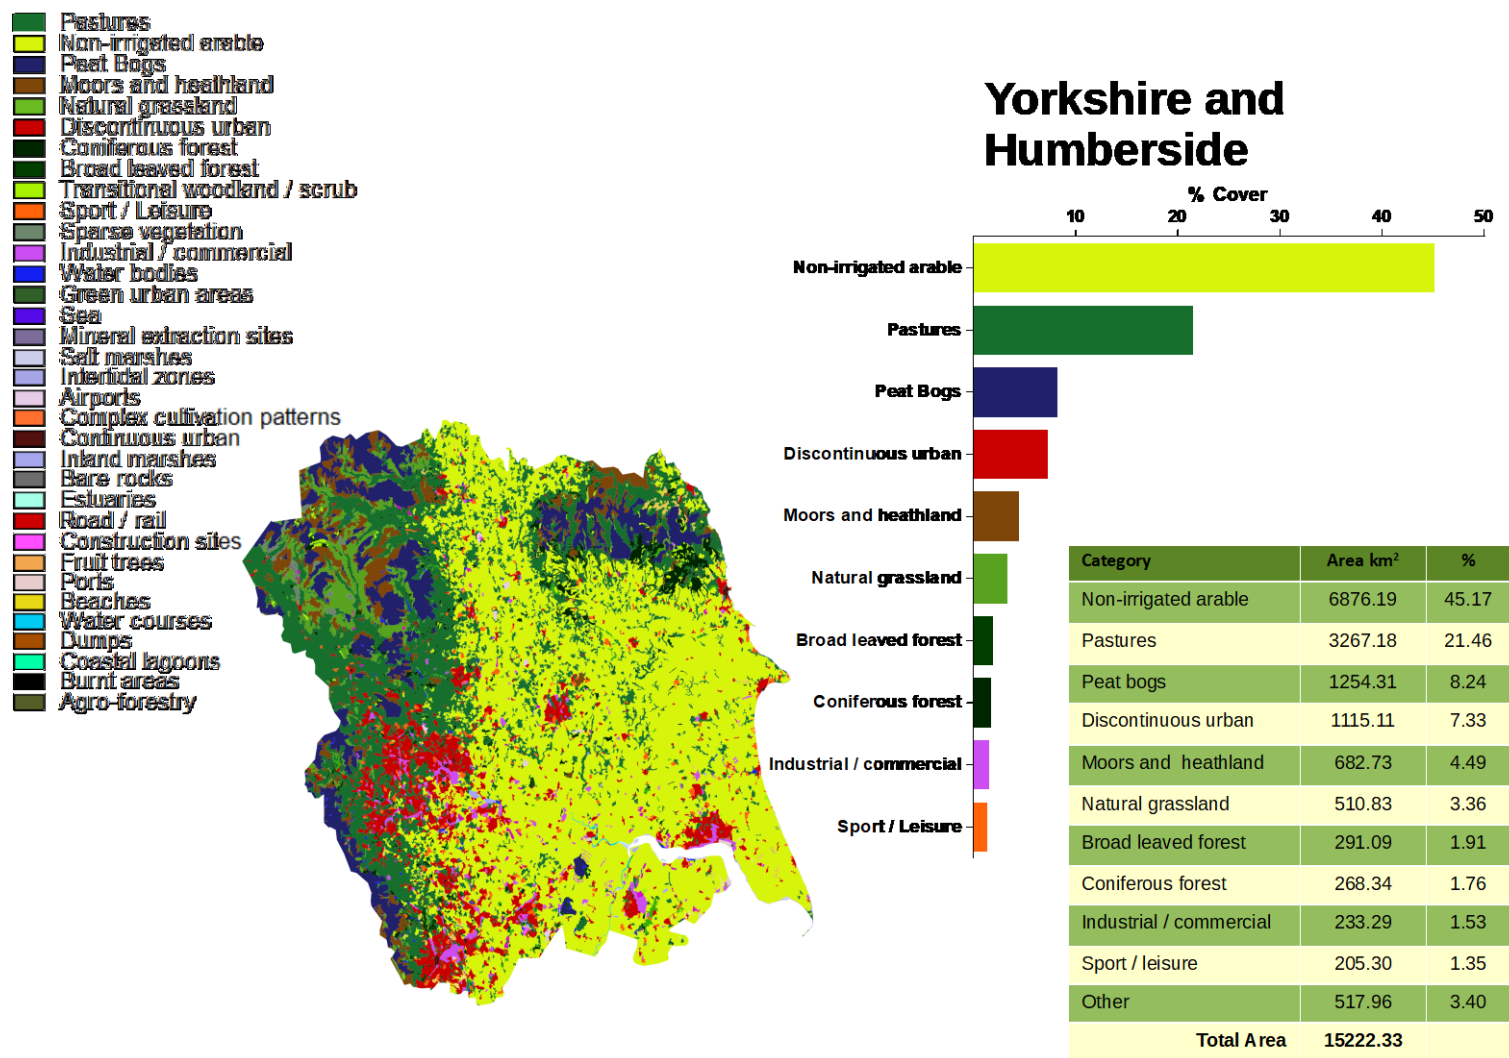 Pastures
Non-irrigated arable
Peat Bogs
Moors and heathland
Natural grassland
Discontinuous urban
Coniferous forest
Broad leaved forest
Transitional woodland / scrub
Sport / Leisure
Sparse vegetation
Industrial / commercial
Water bodies
Green urban areas
Sea
Mineral extraction sites
Salt marshes
Intertidal zones
Airports
Complex cultivation patterns
Continuous urban
Inland marshes
Bare rocks
Estuaries
Road / rail
Construction sites
Fruit trees
Ports
Beaches
Water courses
Dumps
Coastal lagoons
Burnt areas
Agro-forestry
Yorkshire and
Humberside
% Cover
10 20 30 40 50
Non-irrigated arable
Pastures
Peat Bogs
Discontinuous urban
Moors and heathland
Natural grassland
Broad leaved forest
Coniferous forest
Industrial / commercial
Sport / Leisure
Category Area km² %
Non-irrigated arable 6876.19 45.17
Pastures 3267.18 21.46
Peat bogs 1254.31 8.24
Discontinuous urban 1115.11 7.33
Moors and heathland 682.73 4.49
Natural grassland 510.83 3.36
Broad leaved forest 291.09 1.91
Coniferous forest 268.34 1.76
Industrial / commercial 233.29 1.53
Sport / leisure 205.30 1.35
Other 517.96 3.40
Total Area 15222.33